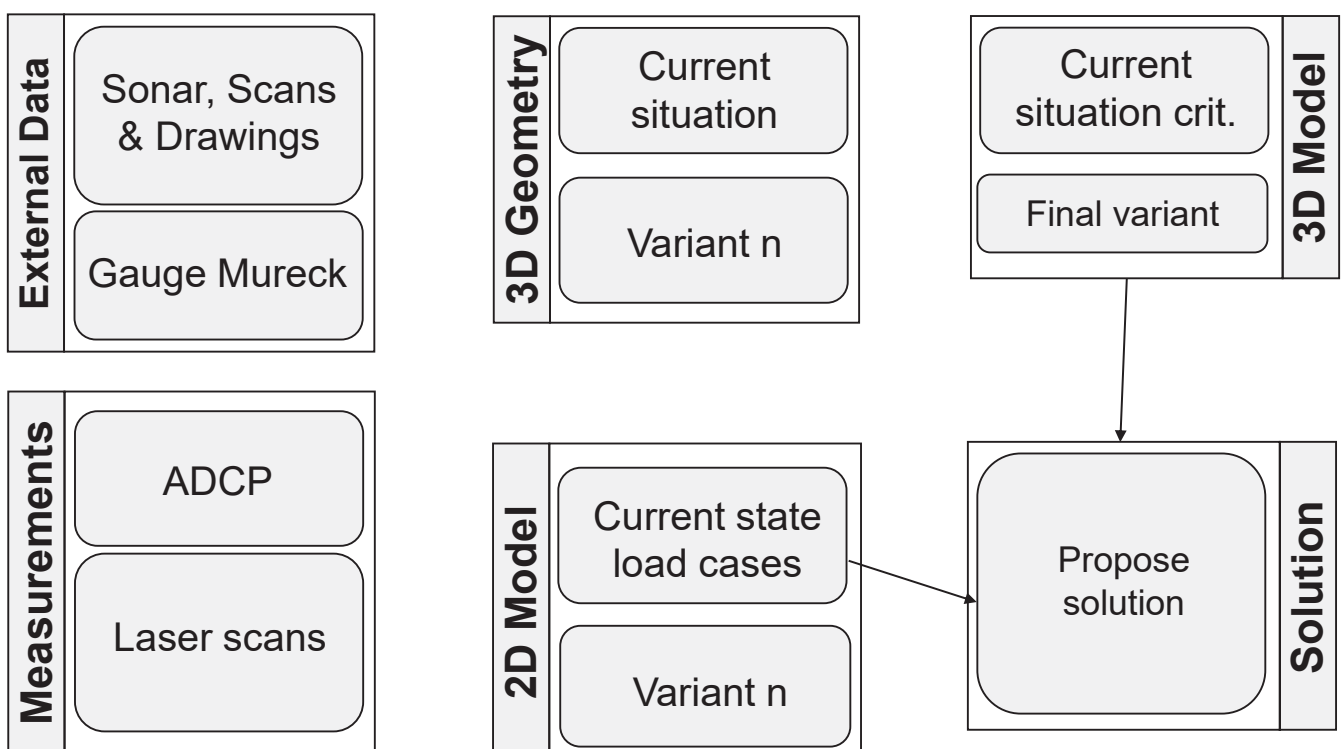 External Data
Sonar, Scans
& Drawings
Gauge Mureck
Measurements
ADCP
Laser scans
3D Geometry
Current
situation
Variant n
2D Model
Current state
load cases
Variant n
Current
situation crit.
Final variant
3D Model
Propose
solution
Solution